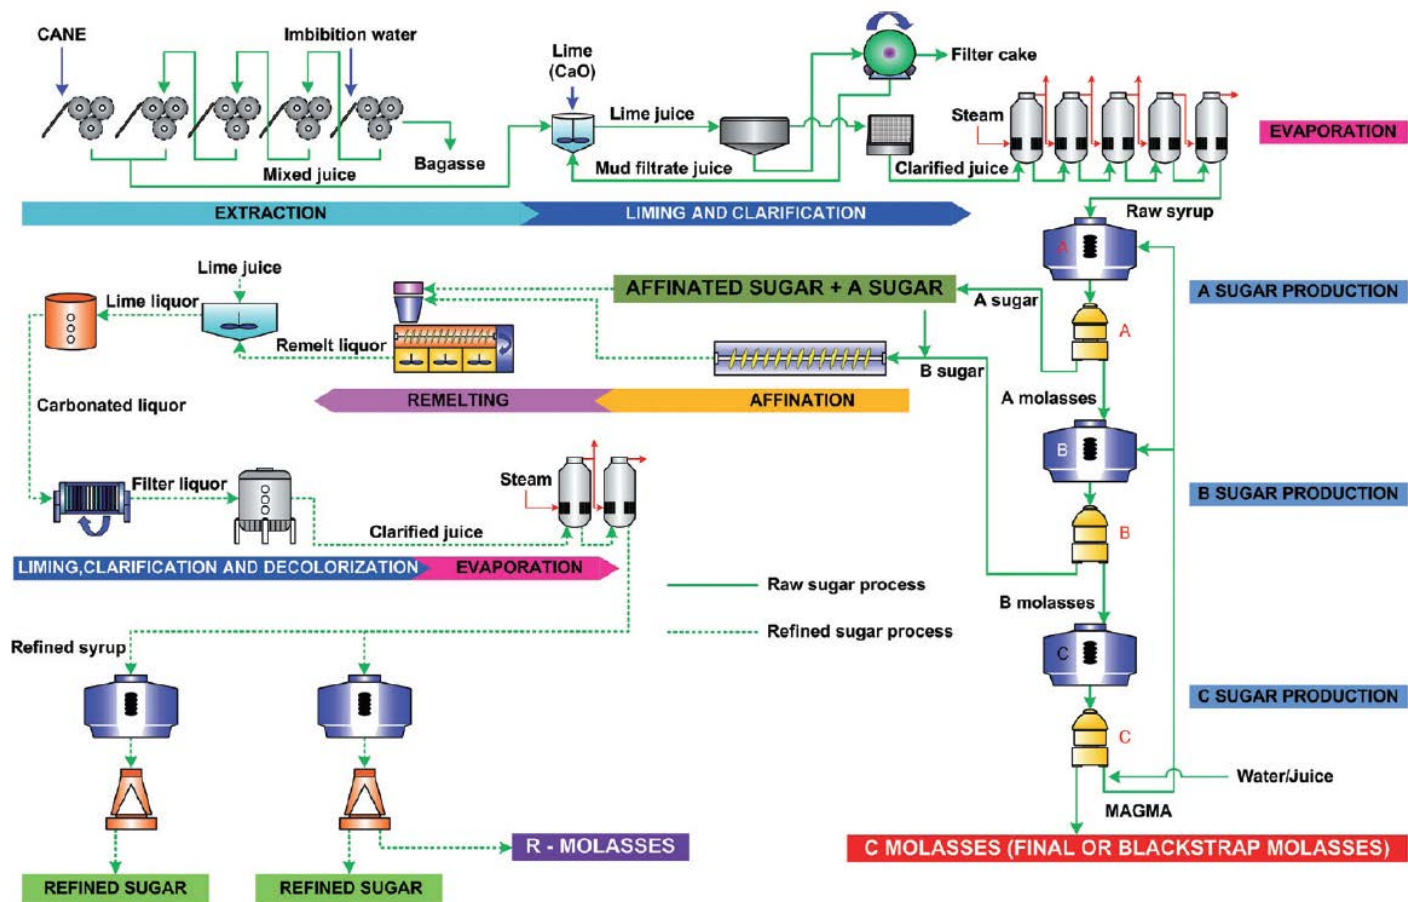 CANE
Imbibition water
Lime
(CaO)
Filter cake
Lime juice
Steam
EVAPORATION
Bagasse
Mixed juice
Mud filtrate juice
Clarified juice
EXTRACTION
LIMING AND CLARIFICATION
Raw syrup
A
Lime juice
AFFINATED SUGAR + A SUGAR
A sugar
A SUGAR PRODUCTION
Lime liquor
A
Remelt liquor
B sugar
REMELTING
AFFINATION
A molasses
Carbonated liquor
B
Steam
Filter liquor
B SUGAR PRODUCTION
Clarified juice
B
LIMING,CLARIFICATION AND DECOLORIZATION
EVAPORATION
Raw sugar process
B molasses
Refined sugar process
Refined syrup
C
C SUGAR PRODUCTION
C
Water/Juice
MAGMA
R - MOLASSES
C MOLASSES (FINAL OR BLACKSTRAP MOLASSES)
REFINED SUGAR
REFINED SUGAR